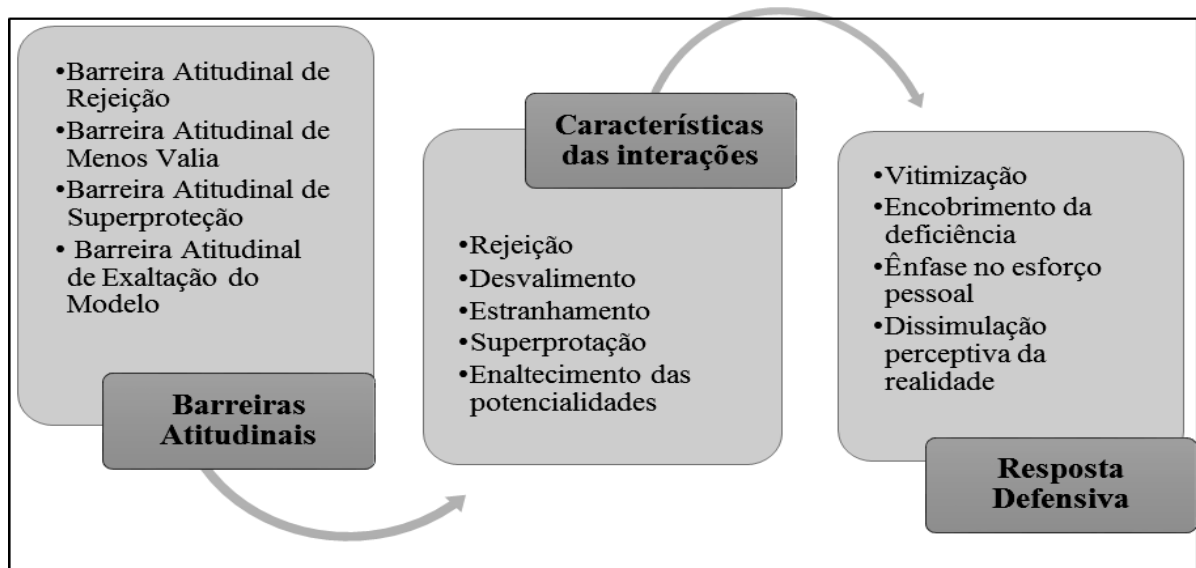 •Barreira Atitudinal de
Rejeição
•Barreira Atitudinal de
Menos Valia
•Barreira Atitudinal de
Superproteção
• Barreira Atitudinal
de Exaltação do
Modelo
Barreiras
Atitudinais
Características
das interações
•Rejeição
•Desvalimento
•Estranhamento
•Superprotação
•Enaltecimento das
potencialidades
•Vitimização
•Encobrimento da
deficiência
•Ênfase no esforço
pessoal
•Dissimulação
perceptiva da
realidade
Resposta
Defensiva